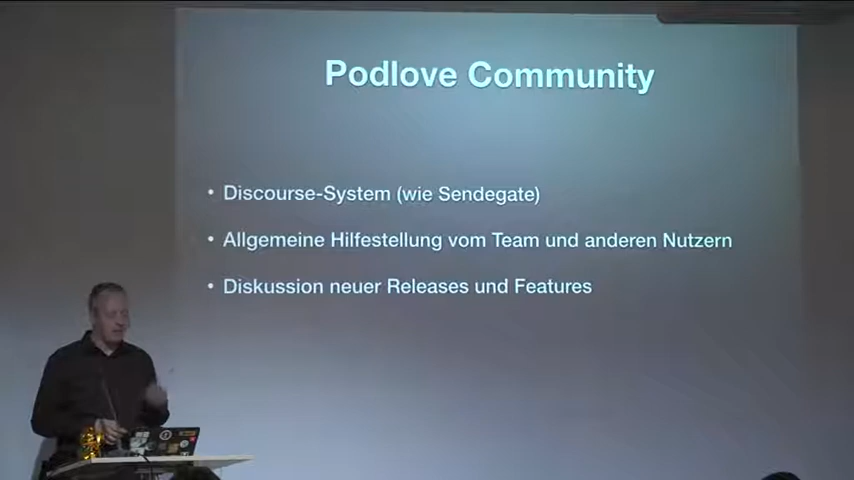 Podlove Community
• Discourse-System (wie Sendegate)
• Allgemeine Hilfestellung vom Team und anderen Nutzern
• Diskussion neuer Releases und Features